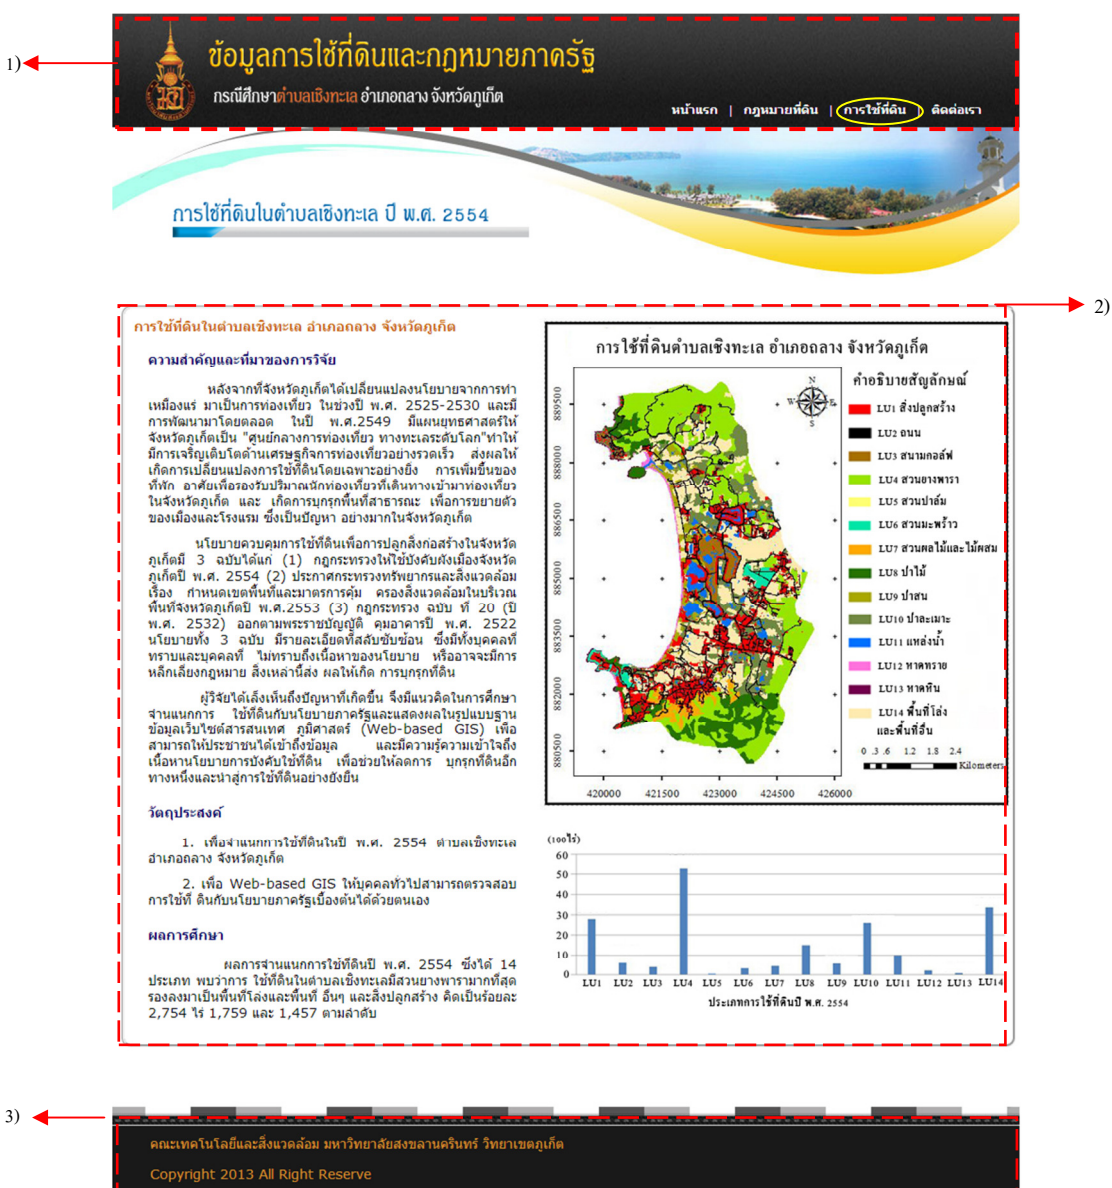 1)
ข้อมูลการใช้ที่ดินและกฎหมายภาครัฐ
กรณีศึกษาตำบลเชิงทะเล อำเภอถลาง จังหวัดภูเก็ต
หน้าแรก | กฎหมายที่ดิน | การใช้ที่ดิน | ติดต่อเรา
การใช้ที่ดินในตำบลเชิงทะเล ปี พ.ศ. 2554
2)
การใช้ที่ดินในตำบลเชิงทะเล อำเภอถลาง จังหวัดภูเก็ต
ความสำคัญและที่มาของการวิจัย
หลังจากที่จังหวัดภูเก็ตได้เปลี่ยนแปลงนโยบายจากการทำ
เหมืองแร่ มาเป็นการท่องเที่ยว ในช่วงปี พ.ศ. 2525-2530 และมี
การพัฒนามาโดยตลอด ในปี พ.ศ.2549 มีแผนยุทธศาสตร์ให้
จังหวัดภูเก็ตเป็น "ศูนย์กลางการท่องเที่ยว ทางทะเลระดับโลก"ทำให้
มีการเจริญเติบโตด้านเศรษฐกิจการท่องเที่ยวอย่างรวดเร็ว ส่งผลให้
เกิดการเปลี่ยนแปลงการใช้ที่ดินโดยเฉพาะอย่างยิ่ง การเพิ่มขึ้นของ
ที่พัก อาศัยเพื่อรองรับปริมาณนักท่องเที่ยวที่เดินทางเข้ามาท่องเที่ยว
ในจังหวัดภูเก็ต และ เกิดการบุกรุกพื้นที่สาธารณะ เพื่อการขยายตัว
ของเมืองและโรงแรม ซึ่งเป็นปัญหา อย่างมากในจังหวัดภูเก็ต
นโยบายควบคุมการใช้ที่ดินเพื่อการปลูกสิ่งก่อสร้างในจังหวัด
ภูเก็ตมี 3 ฉบับได้แก่ (1) กฎกระทรวงให้ใช้บังคับผังเมืองจังหวัด
ภูเก็ตปี พ.ศ. 2554 (2) ประกาศกระทรวงทรัพยากรและสิ่งแวดล้อม
เรื่อง กำหนดเขตพื้นที่และมาตรการคุ้ม ครองสิ่งแวดล้อมในบริเวณ
พื้นที่จังหวัดภูเก็ตปี พ.ศ.2553 (3) กฎกระทรวง ฉบับ ที่ 20 (ปี
พ.ศ. 2532) ออกตามพระราชบัญญัติ คุมอาคารปี พ.ศ. 2522
นโยบายทั้ง 3 ฉบับ มีรายละเอียดที่สลับซับซ้อน ซึ่งมีทั้งบุคคลที่
ทราบและบุคคลที่ ไม่ทราบถึงเนื้อหาของนโยบาย หรืออาจจะมีการ
หลีกเลี่ยงกฎหมาย สิ่งเหล่านี้ส่ง ผลให้เกิด การบุกรุกที่ดิน
ผู้วิจัยได้เล็งเห็นถึงปัญหาที่เกิดขึ้น จึงมีแนวคิดในการศึกษา
จำแนกการ ใช้ที่ดินกับนโยบายภาครัฐและแสดงผลในรูปแบบฐาน
ข้อมูลเว็บไซต์สารสนเทศ ภูมิศาสตร์ (Web-based GIS) เพื่อ
สามารถให้ประชาชนได้เข้าถึงข้อมูล และมีความรู้ความเข้าใจถึง
เนื้อหานโยบายการบังคับใช้ที่ดิน เพื่อช่วยให้ลดการ บุกรุกที่ดินอีก
ทางหนึ่งและนำสู่การใช้ที่ดินอย่างยั่งยืน
วัตถุประสงค์
1. เพื่อจำแนกการใช้ที่ดินในปี พ.ศ. 2554 ตำบลเชิงทะเล
อำเภอถลาง จังหวัดภูเก็ต
2. เพื่อ Web-based GIS ให้บุคคลทั่วไปสามารถตรวจสอบ
การใช้ที่ ดินกับนโยบายภาครัฐเบื้องต้นได้ด้วยตนเอง
ผลการศึกษา
ผลการจำแนกการใช้ที่ดินปี พ.ศ. 2554 ซึ่งได้ 14
ประเภท พบว่าการ ใช้ที่ดินในตำบลเชิงทะเลมีสวนยางพารามากที่สุด
รองลงมาเป็นพื้นที่โล่งและพื้นที่ อื่นๆ และสิ่งปลูกสร้าง คิดเป็นร้อยละ
2,754 ไร่ 1,759 และ 1,457 ตามลำดับ
การใช้ที่ดินตำบลเชิงทะเล อำเภอถลาง จังหวัดภูเก็ต
N
W E
S
คำอธิบายสัญลักษณ์
LU1 สิ่งปลูกสร้าง
LU2 ถนน
LU3 สนามกอล์ฟ
LU4 สวนยางพารา
LU5 สวนปาล์ม
LU6 สวนมะพร้าว
LU7 สวนผลไม้และไม้ผสม
LU8 ป่าไม้
LU9 ป่าสน
LU10 ป่าละเมาะ
LU11 แหล่งน้ำ
LU12 หาดทราย
LU13 หาดหิน
LU14 พื้นที่โล่ง
และพื้นที่อื่น
0 .3 .6 1.2 1.8 2.4
Kilometers
889500
888000
886500
885000
883500
882000
880500
420000 421500 423000 424500 426000
(100ไร่)
60
50
40
30
20
10
0
LU1 LU2 LU3 LU4 LU5 LU6 LU7 LU8 LU9 LU10 LU11 LU12 LU13 LU14
ประเภทการใช้ที่ดินปี พ.ศ. 2554
3)
คณะเทคโนโลยีและสิ่งแวดล้อม มหาวิทยาลัยสงขลานครินทร์ วิทยาเขตภูเก็ต
Copyright 2013 All Right Reserve